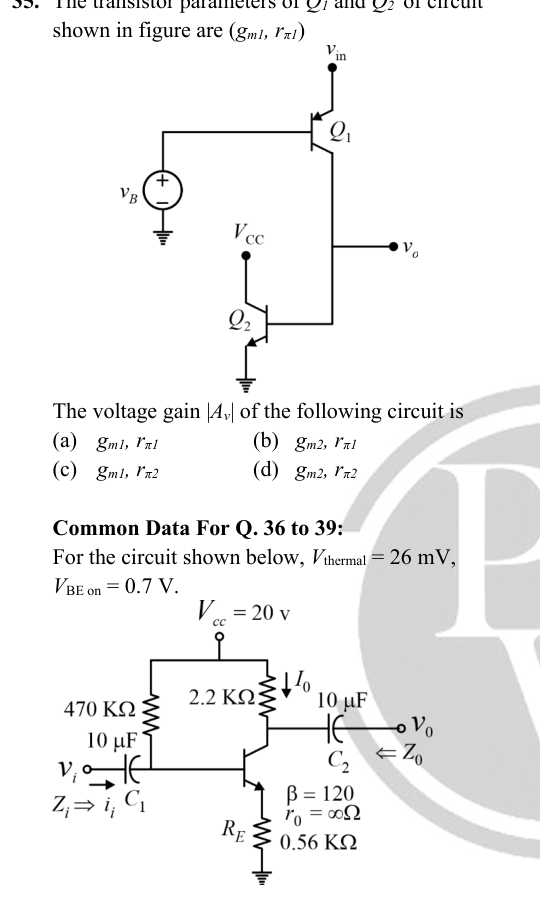 35. The transistor parameters of Q1 and Q2 of circuit
shown in figure are (gm1, rπ1)
vin
Q1
vB
+
−
VCC
vo
Q2
The voltage gain |Av| of the following circuit is
(a) gm1, rπ1 (b) gm2, rπ1
(c) gm1, rπ2 (d) gm2, rπ2
Common Data For Q. 36 to 39:
For the circuit shown below, Vthermal = 26 mV,
VBE on = 0.7 V.
Vcc = 20 v
I0
2.2 KΩ
10 μF
470 KΩ
V0
10 μF
C2
⇐ Z0
Vi
Zi⇒ ii C1
β = 120
r0 = ∞Ω
RE
0.56 KΩ